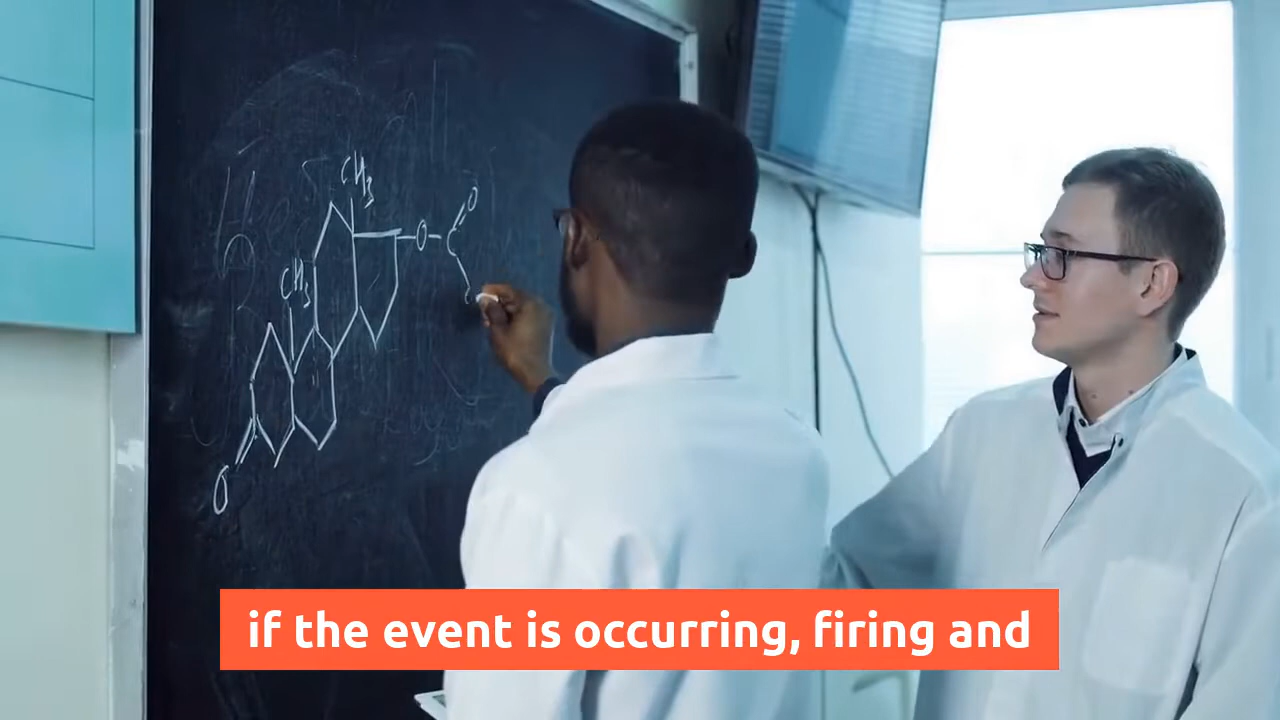 CH3
O
CH3
O
C
O
if the event is occurring, firing and